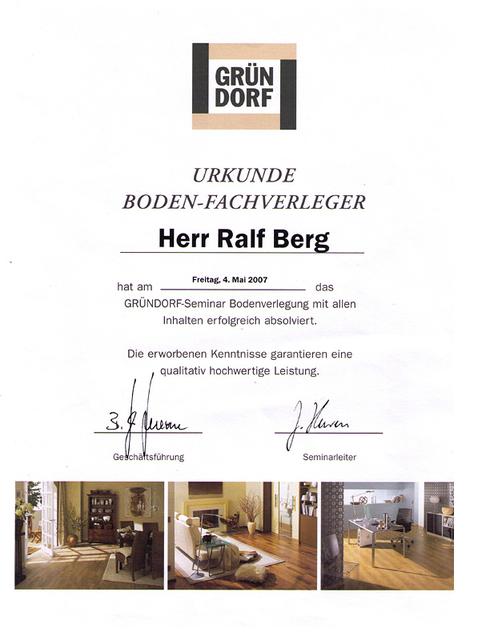 GRÜN
DORF
URKUNDE
BODEN-FACHVERLEGER
Herr Ralf Berg
hat am Freitag, 4. Mai 2007 das
GRÜNDORF-Seminar Bodenverlegung mit allen
Inhalten erfolgreich absolviert.
Die erworbenen Kenntnisse garantieren eine
qualitativ hochwertige Leistung.
Geschäftsführung Seminarleiter